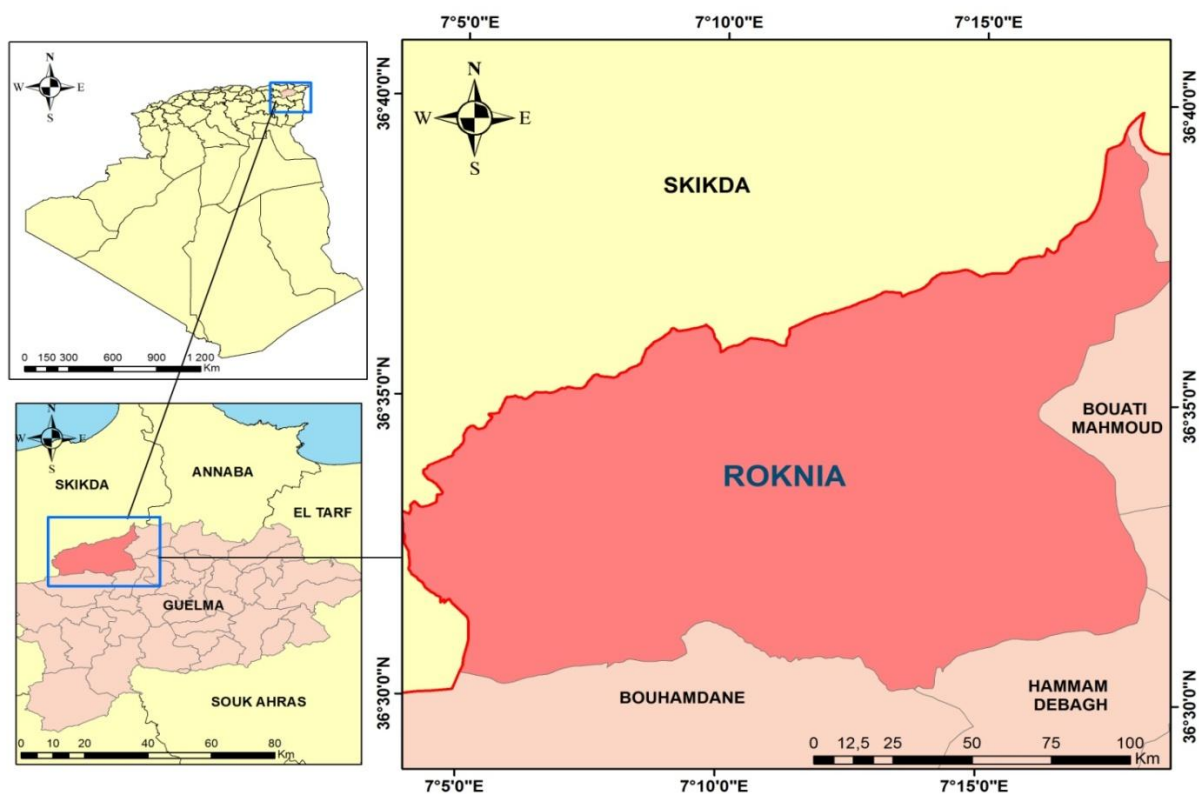 N
W E
S
0 150 300 600 900 1 200
Km
N
W E
S
SKIKDA
ANNABA
EL TARF
GUELMA
SOUK AHRAS
0 10 20 40 60 80
Km
7°5'0"E 7°10'0"E 7°15'0"E
36°40'0"N
36°35'0"N
36°30'0"N
N
W E
S
SKIKDA
BOUATI
MAHMOUD
ROKNIA
BOUHAMDANE
HAMMAM
DEBAGH
0 12,5 25 50 75 100
Km
36°40'0"N
36°35'0"N
36°30'0"N
7°5'0"E 7°10'0"E 7°15'0"E